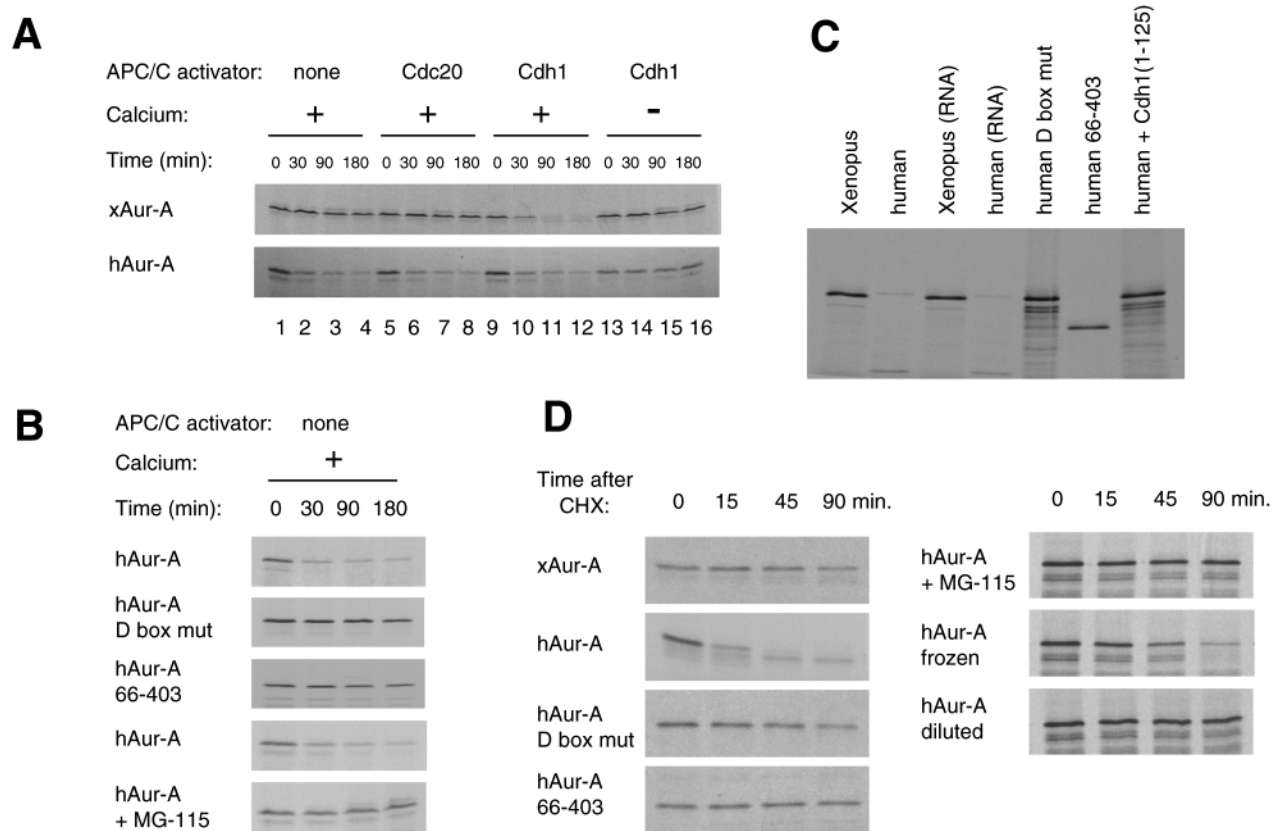 A
APC/C activator: none Cdc20 Cdh1 Cdh1
Calcium: + + + -
Time (min): 0 30 90 180 0 30 90 180 0 30 90 180 0 30 90 180
xAur-A
hAur-A
1 2 3 4 5 6 7 8 9 10 11 12 13 14 15 16
B
APC/C activator: none
Calcium: +
Time (min): 0 30 90 180
hAur-A
hAur-A
D box mut
hAur-A
66-403
hAur-A
hAur-A
+ MG-115
C
Xenopus
human
Xenopus (RNA)
human (RNA)
human D box mut
human 66-403
human + Cdh1(1-125)
D
Time after
CHX: 0 15 45 90 min.
xAur-A
hAur-A
hAur-A
D box mut
hAur-A
66-403
0 15 45 90 min.
hAur-A
+ MG-115
hAur-A
frozen
hAur-A
diluted